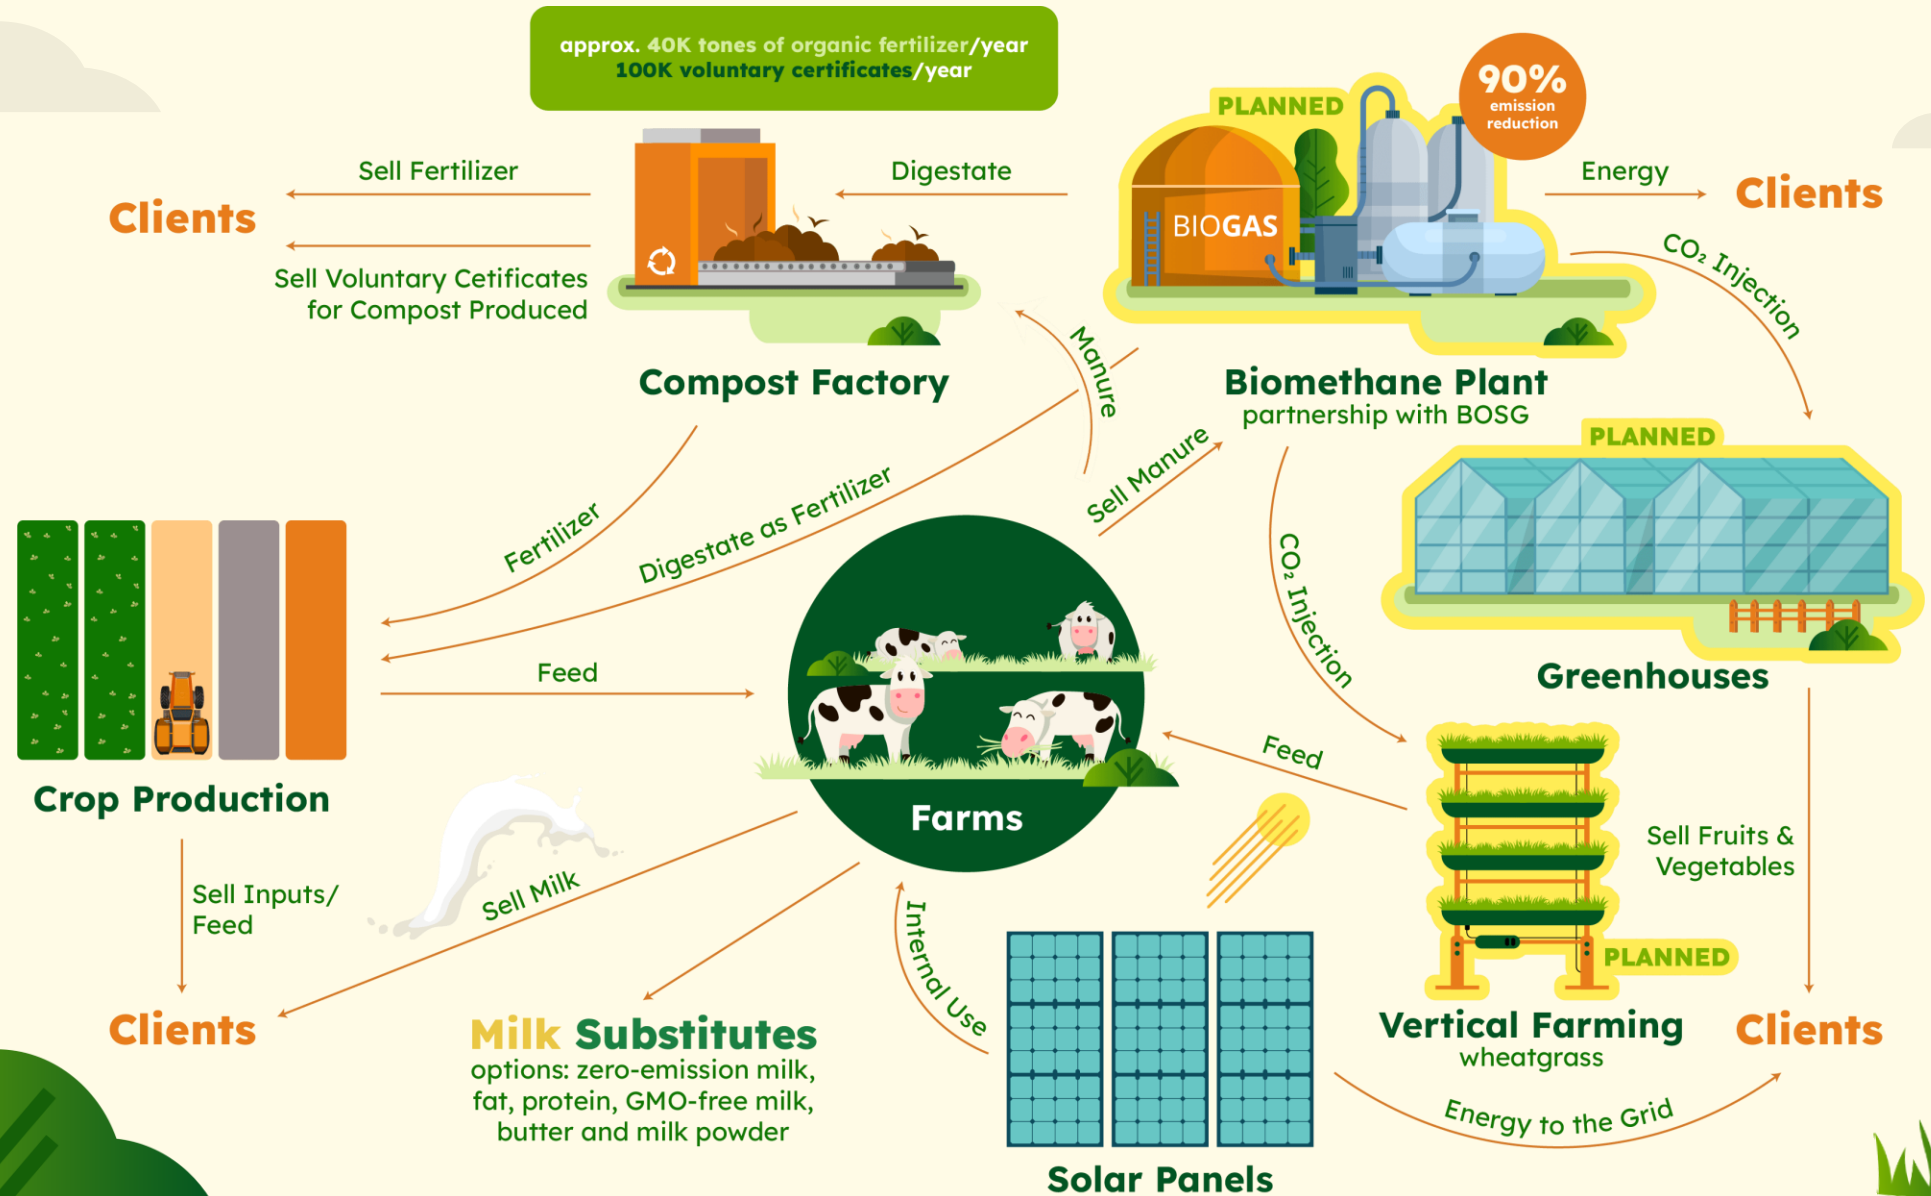 approx. 40K tones of organic fertilizer/year
100K voluntary certificates/year
90%
emission
reduction
PLANNED
Sell Fertilizer
Digestate
Energy
Clients
Clients
BIOGAS
Sell Voluntary Cetificates
for Compost Produced
CO₂ Injection
Manure
Compost Factory
Biomethane Plant
partnership with BOSG
Sell Manure
PLANNED
Fertilizer
Digestate as Fertilizer
CO₂ Injection
Feed
Greenhouses
Feed
Crop Production
Farms
Sell Fruits &
Vegetables
Sell Inputs/
Feed
Sell Milk
Internal Use
PLANNED
Clients
Milk Substitutes
options: zero-emission milk,
fat, protein, GMO-free milk,
butter and milk powder
Vertical Farming
wheatgrass
Clients
Energy to the Grid
Solar Panels